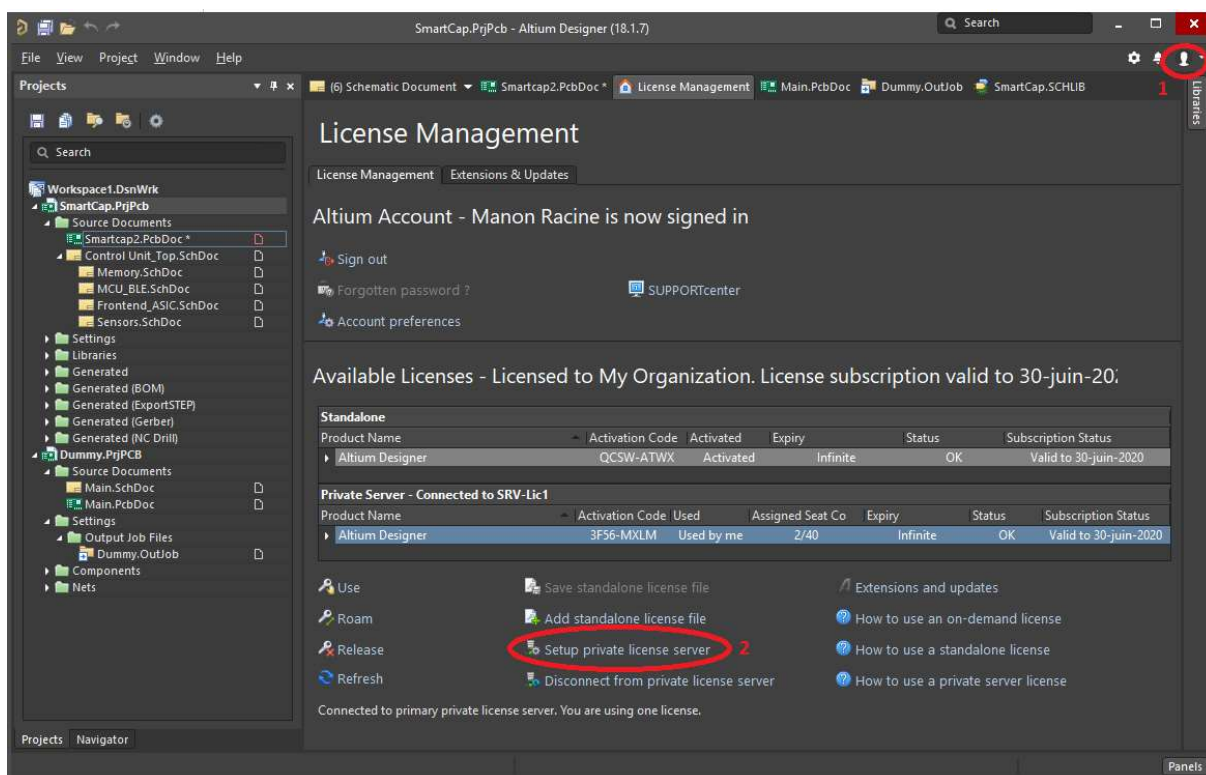 SmartCap.PrjPcb - Altium Designer (18.1.7)
Search
File View Project Window Help
1
Projects
(6) Schematic Document Smartcap2.PcbDoc * License Management Main.PcbDoc Dummy.OutJob SmartCap.SCHLIB
Libraries
Search
Workspace1.DsnWrk
SmartCap.PrjPcb
Source Documents
Smartcap2.PcbDoc *
Control Unit_Top.SchDoc
Memory.SchDoc
MCU_BLE.SchDoc
Frontend_ASIC.SchDoc
Sensors.SchDoc
Settings
Libraries
Generated
Generated (BOM)
Generated (ExportSTEP)
Generated (Gerber)
Generated (NC Drill)
Dummy.PrjPCB
Source Documents
Main.SchDoc
Main.PcbDoc
Settings
Output Job Files
Dummy.OutJob
Components
Nets
Projects Navigator
License Management
License Management Extensions & Updates
Altium Account - Manon Racine is now signed in
Sign out
Forgotten password ? SUPPORTcenter
Account preferences
Available Licenses - Licensed to My Organization. License subscription valid to 30-juin-20
Standalone
Product Name Activation Code Activated Expiry Status Subscription Status
Altium Designer QCSW-ATWX Activated Infinite OK Valid to 30-juin-2020
Private Server - Connected to SRV-Lic1
Product Name Activation Code Used Assigned Seat Co Expiry Status Subscription Status
Altium Designer 3F56-MXLM Used by me 2/40 Infinite OK Valid to 30-juin-2020
Use Save standalone license file Extensions and updates
Roam Add standalone license file How to use an on-demand license
Release Setup private license server 2 How to use a standalone license
Refresh Disconnect from private license server How to use a private server license
Connected to primary private license server. You are using one license.
Panels